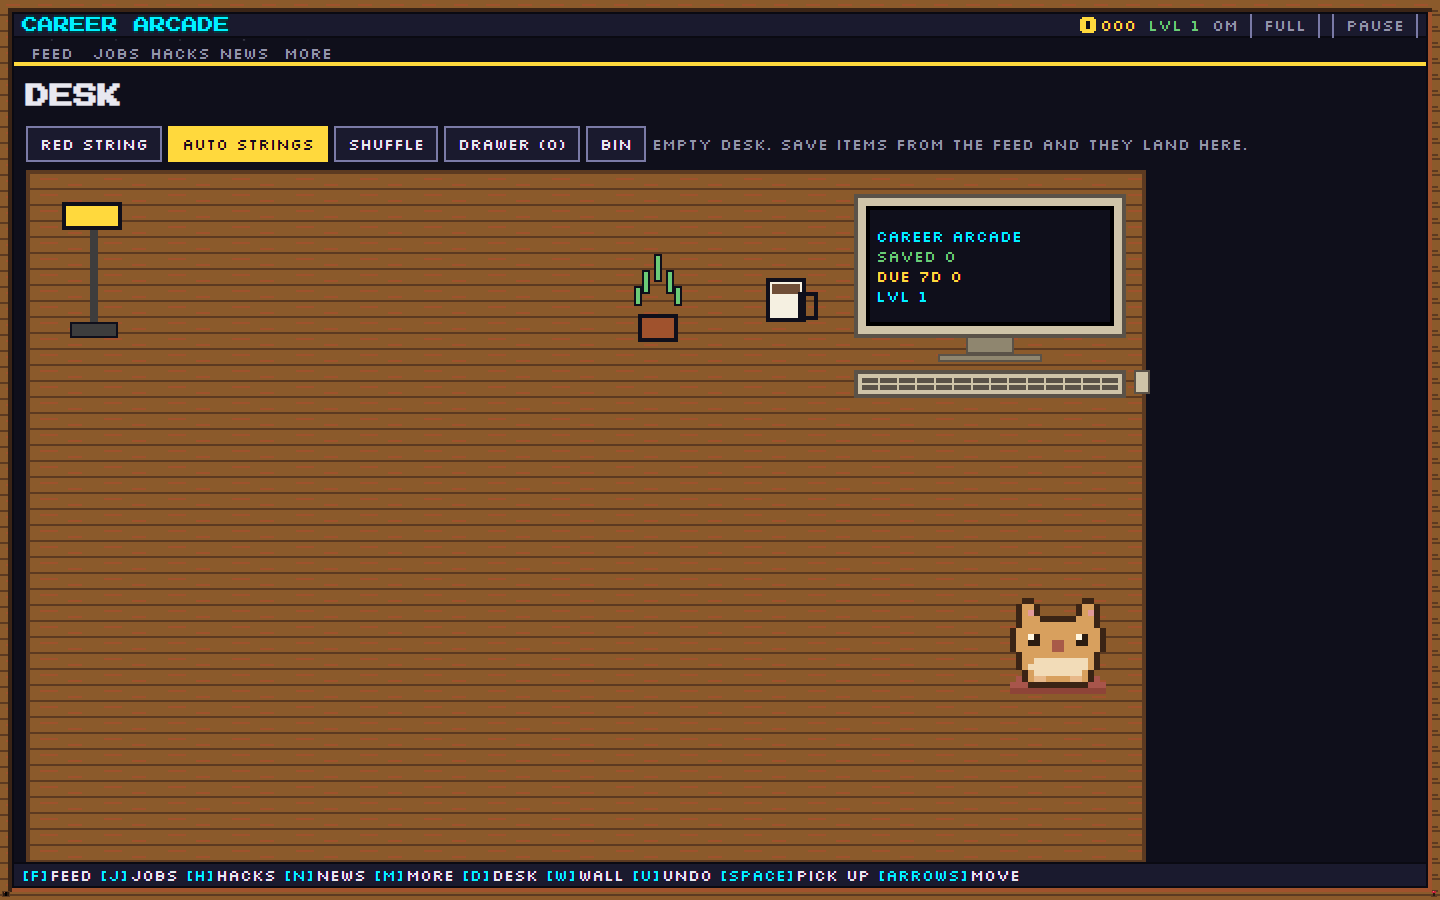 CAREER ARCADE
000 LVL 1 0M FULL PAUSE
FEED JOBS HACKS NEWS MORE
DESK
RED STRING AUTO STRINGS SHUFFLE DRAWER (0) BIN EMPTY DESK. SAVE ITEMS FROM THE FEED AND THEY LAND HERE.
CAREER ARCADE
SAVED 0
DUE 7D 0
LVL 1
[F]FEED [J]JOBS [H]HACKS [N]NEWS [M]MORE [D]DESK [W]WALL [U]UNDO [SPACE]PICK UP [ARROWS]MOVE